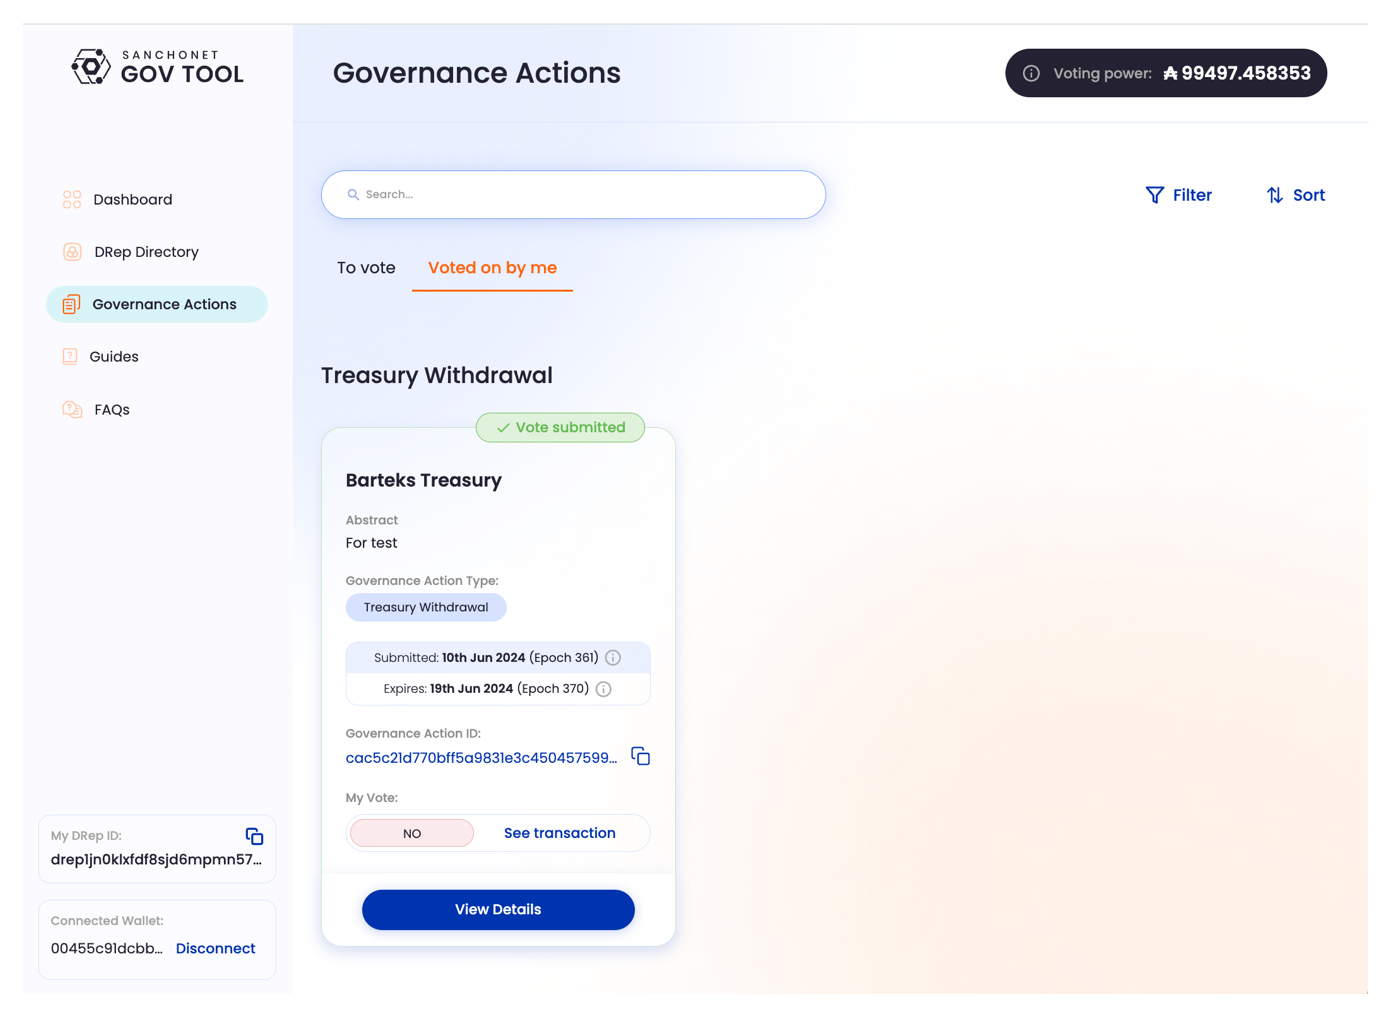 SANCHONET
GOV TOOL
Governance Actions
Voting power: ₳ 99497.458353
Dashboard
DRep Directory
Governance Actions
Guides
FAQs
Search...
Filter
Sort
To vote
Voted on by me
Treasury Withdrawal
Vote submitted
Barteks Treasury
Abstract
For test
Governance Action Type:
Treasury Withdrawal
Submitted: 10th Jun 2024 (Epoch 361)
Expires: 19th Jun 2024 (Epoch 370)
Governance Action ID:
cac5c21d770bff5a9831e3c450457599...
My Vote:
NO
See transaction
View Details
My DRep ID:
drep1jn0klxfdf8sjd6mpmn57...
Connected Wallet:
00455c91dcbb...
Disconnect